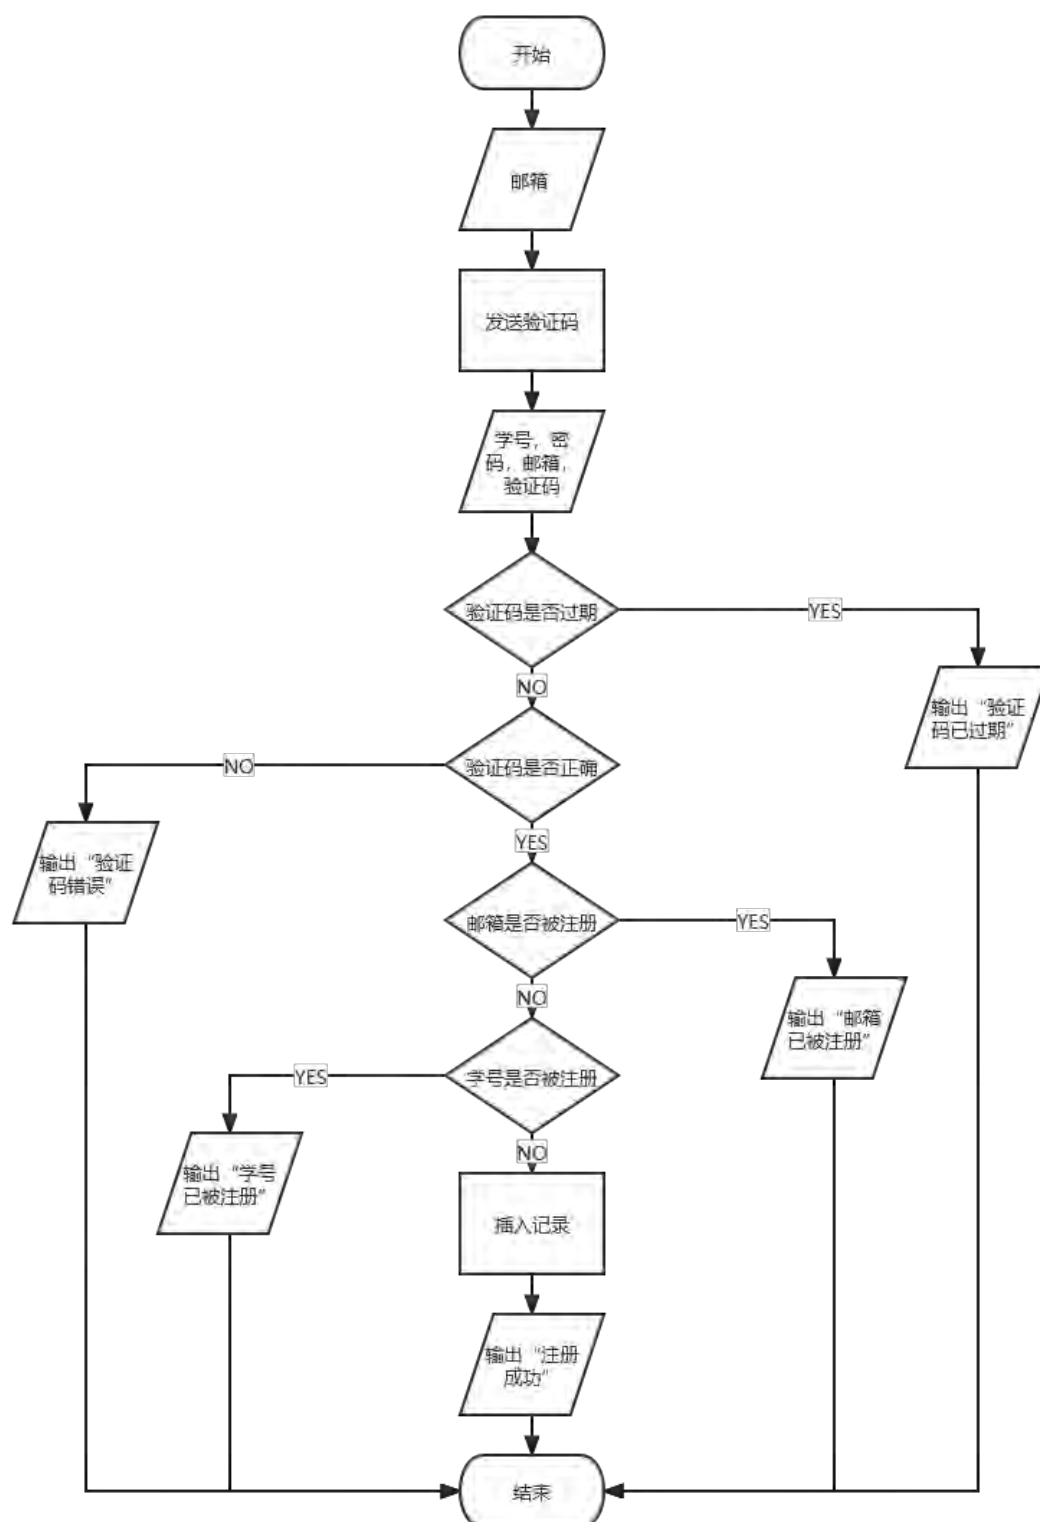 开始
邮箱
发送验证码
学号，密
码，邮箱，
验证码
验证码是否过期
YES
NO
输出“验证
码已过期”
验证码是否正确
NO
YES
输出“验证
码错误”
邮箱是否被注册
YES
NO
输出“邮箱
已被注册”
学号是否被注册
YES
NO
输出“学号
已被注册”
插入记录
输出“注册
成功”
结束